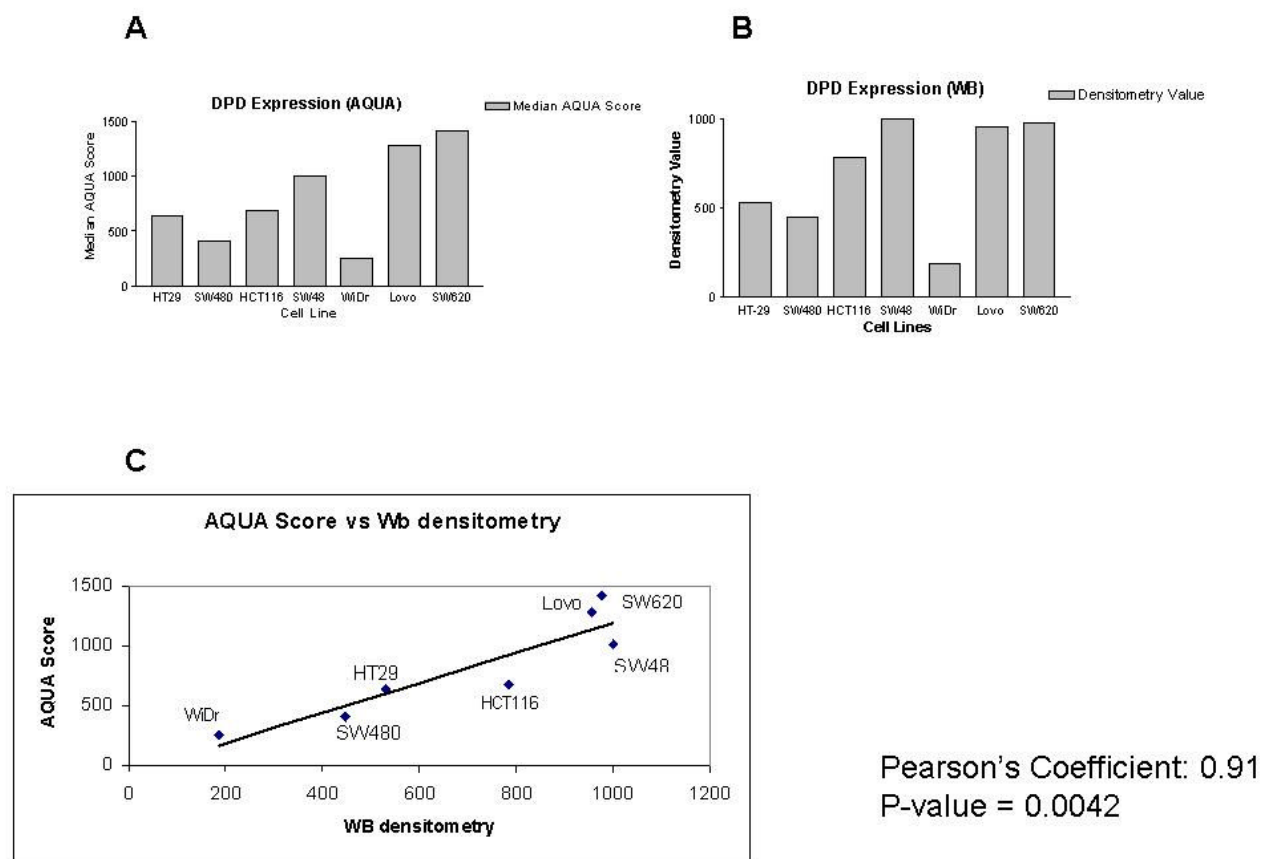 A
DPD Expression (AQUA)
Median AQUA Score
Median AQUA Score
1500
1000
500
0
HT29 SW480 HCT116 SW48 WiDr Lovo SW620
Cell Line
B
DPD Expression (WB)
Densitometry Value
Densitometry Value
1000
500
0
HT-29 SW480 HCT116 SW48 WiDr Lovo SW620
Cell Lines
C
AQUA Score vs Wb densitometry
AQUA Score
1500
1000
500
0
WiDr
HT29
SW480
HCT116
Lovo
SW620
SW48
0 200 400 600 800 1000 1200
WB densitometry
Pearson's Coefficient: 0.91
P-value = 0.0042